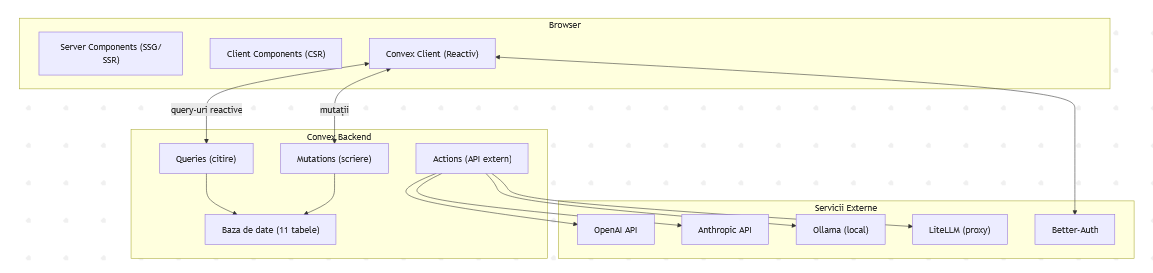 Browser
Server Components (SSG/
SSR)
Client Components (CSR)
Convex Client (Reactiv)
query-uri reactive
mutații
Convex Backend
Queries (citire)
Mutations (scriere)
Actions (API extern)
Baza de date (11 tabele)
Servicii Externe
OpenAI API
Anthropic API
Ollama (local)
LiteLLM (proxy)
Better-Auth